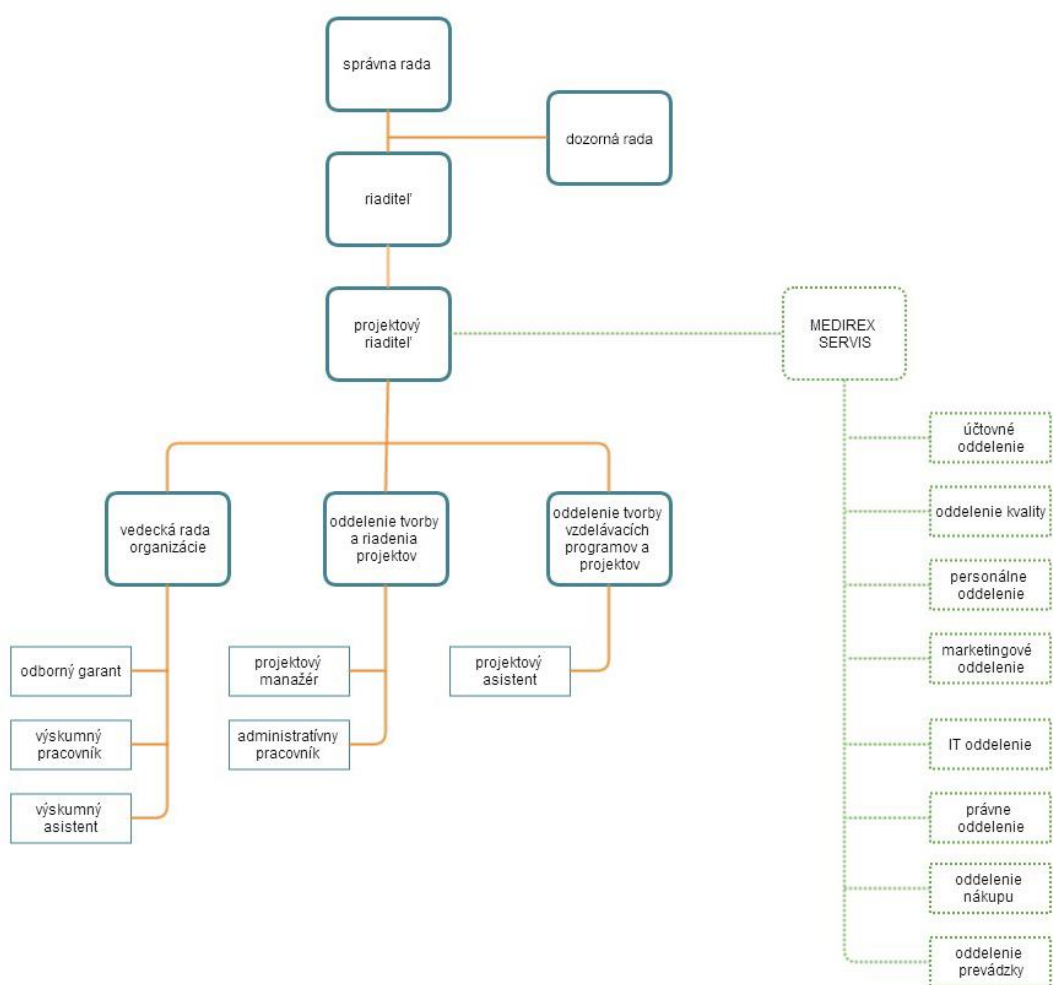 správna rada
dozorná rada
riaditeľ
projektový
riaditeľ
MEDIREX
SERVIS
vedecká rada
organizácie
odborný garant
výskumný
pracovník
výskumný
asistent
oddelenie tvorby
a riadenia
projektov
projektový
manažér
administratívny
pracovník
oddelenie tvorby
vzdelávacích
programov a
projektov
projektový
asistent
účtovné
oddelenie
oddelenie kvality
personálne
oddelenie
marketingové
oddelenie
IT oddelenie
právne
oddelenie
oddelenie
nákupu
oddelenie
prevádzky